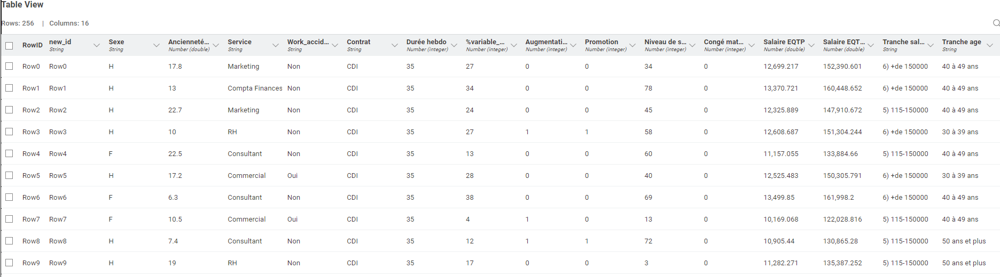 Table View
Rows: 256 | Columns: 16
RowID new_id Sexe Ancienneté... Service Work_accid... Contrat Durée hebdo %variable_... Augmentati... Promotion Niveau de s... Congé mat... Salaire EQTP Salaire EQT... Tranche sal... Tranche age
String String Number (double) String String String Number (integer) Number (integer) Number (integer) Number (integer) Number (integer) Number (integer) Number (double) Number (double) String String
Row0 Row0 H 17.8 Marketing Non CDI 35 27 0 0 34 0 12,699.217 152,390.601 6) +de 150000 40 à 49 ans
Row1 Row1 H 13 Compta Finances Non CDI 35 34 0 0 78 0 13,370.721 160,448.652 6) +de 150000 40 à 49 ans
Row2 Row2 H 22.7 Marketing Non CDI 35 24 0 0 45 0 12,325.889 147,910.672 5) 115-150000 40 à 49 ans
Row3 Row3 H 10 RH Non CDI 35 27 1 1 58 0 12,608.687 151,304.244 6) +de 150000 30 à 39 ans
Row4 Row4 F 22.5 Consultant Non CDI 35 13 0 0 60 0 11,157.055 133,884.66 5) 115-150000 40 à 49 ans
Row5 Row5 H 17.2 Commercial Oui CDI 35 28 0 0 40 0 12,525.483 150,305.791 6) +de 150000 30 à 39 ans
Row6 Row6 F 6.3 Consultant Non CDI 35 38 0 0 69 0 13,499.85 161,998.2 6) +de 150000 40 à 49 ans
Row7 Row7 F 10.5 Commercial Oui CDI 35 4 1 0 13 0 10,169.068 122,028.816 5) 115-150000 40 à 49 ans
Row8 Row8 H 7.4 Consultant Non CDI 35 12 1 1 72 0 10,905.44 130,865.28 5) 115-150000 50 ans et plus
Row9 Row9 H 19 RH Non CDI 35 17 0 0 3 0 11,282.271 135,387.252 5) 115-150000 50 ans et plus